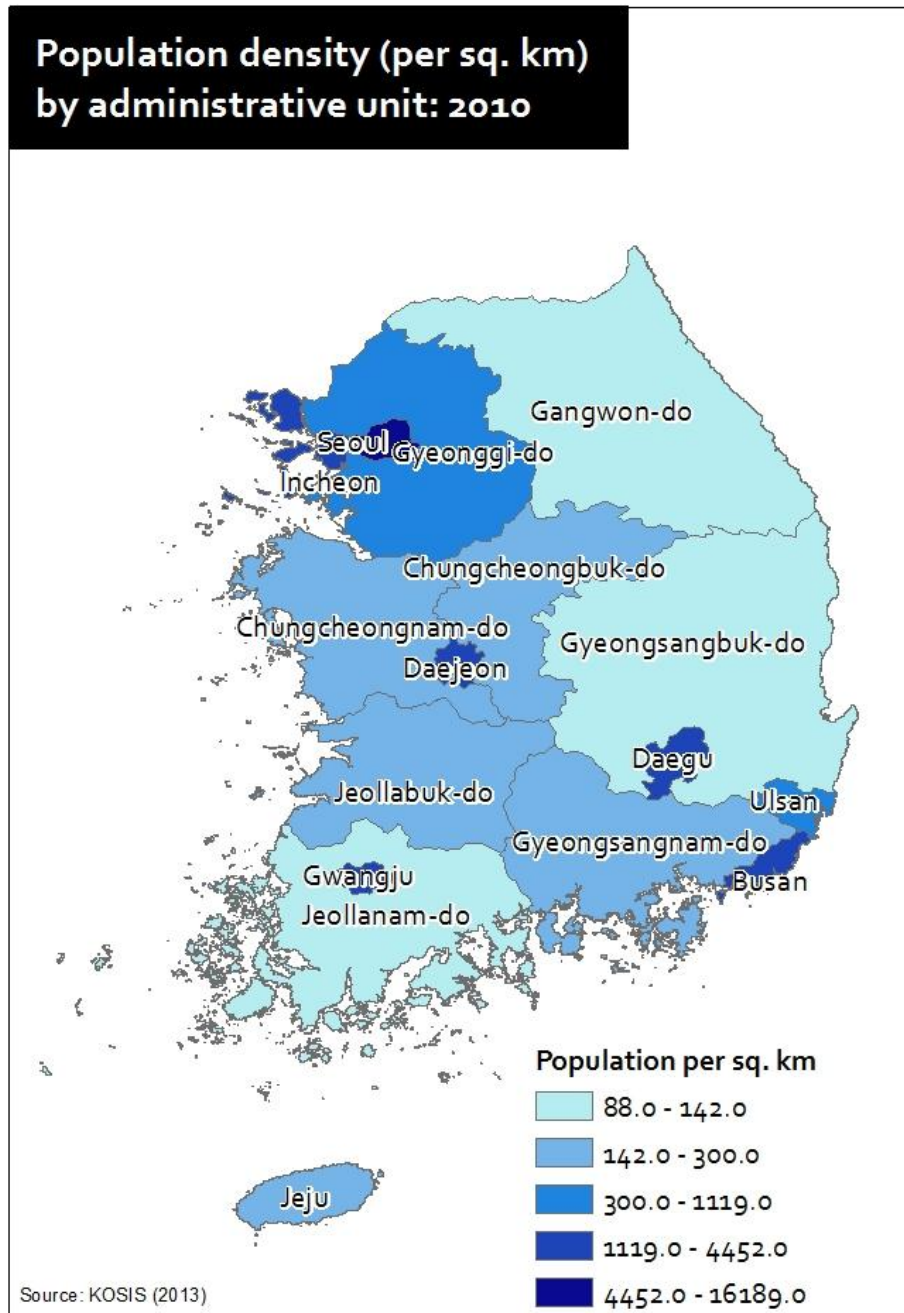 Population density (per sq. km)
by administrative unit: 2010
Gangwon-do
Seoul
Gyeonggi-do
Incheon
Chungcheongbuk-do
Chungcheongnam-do
Gyeongsangbuk-do
Daejeon
Daegu
Jeollabuk-do
Ulsan
Gyeongsangnam-do
Gwangju
Busan
Jeollanam-do
Population per sq. km
88.0 - 142.0
142.0 - 300.0
300.0 - 1119.0
1119.0 - 4452.0
4452.0 - 16189.0
Jeju
Source: KOSIS (2013)